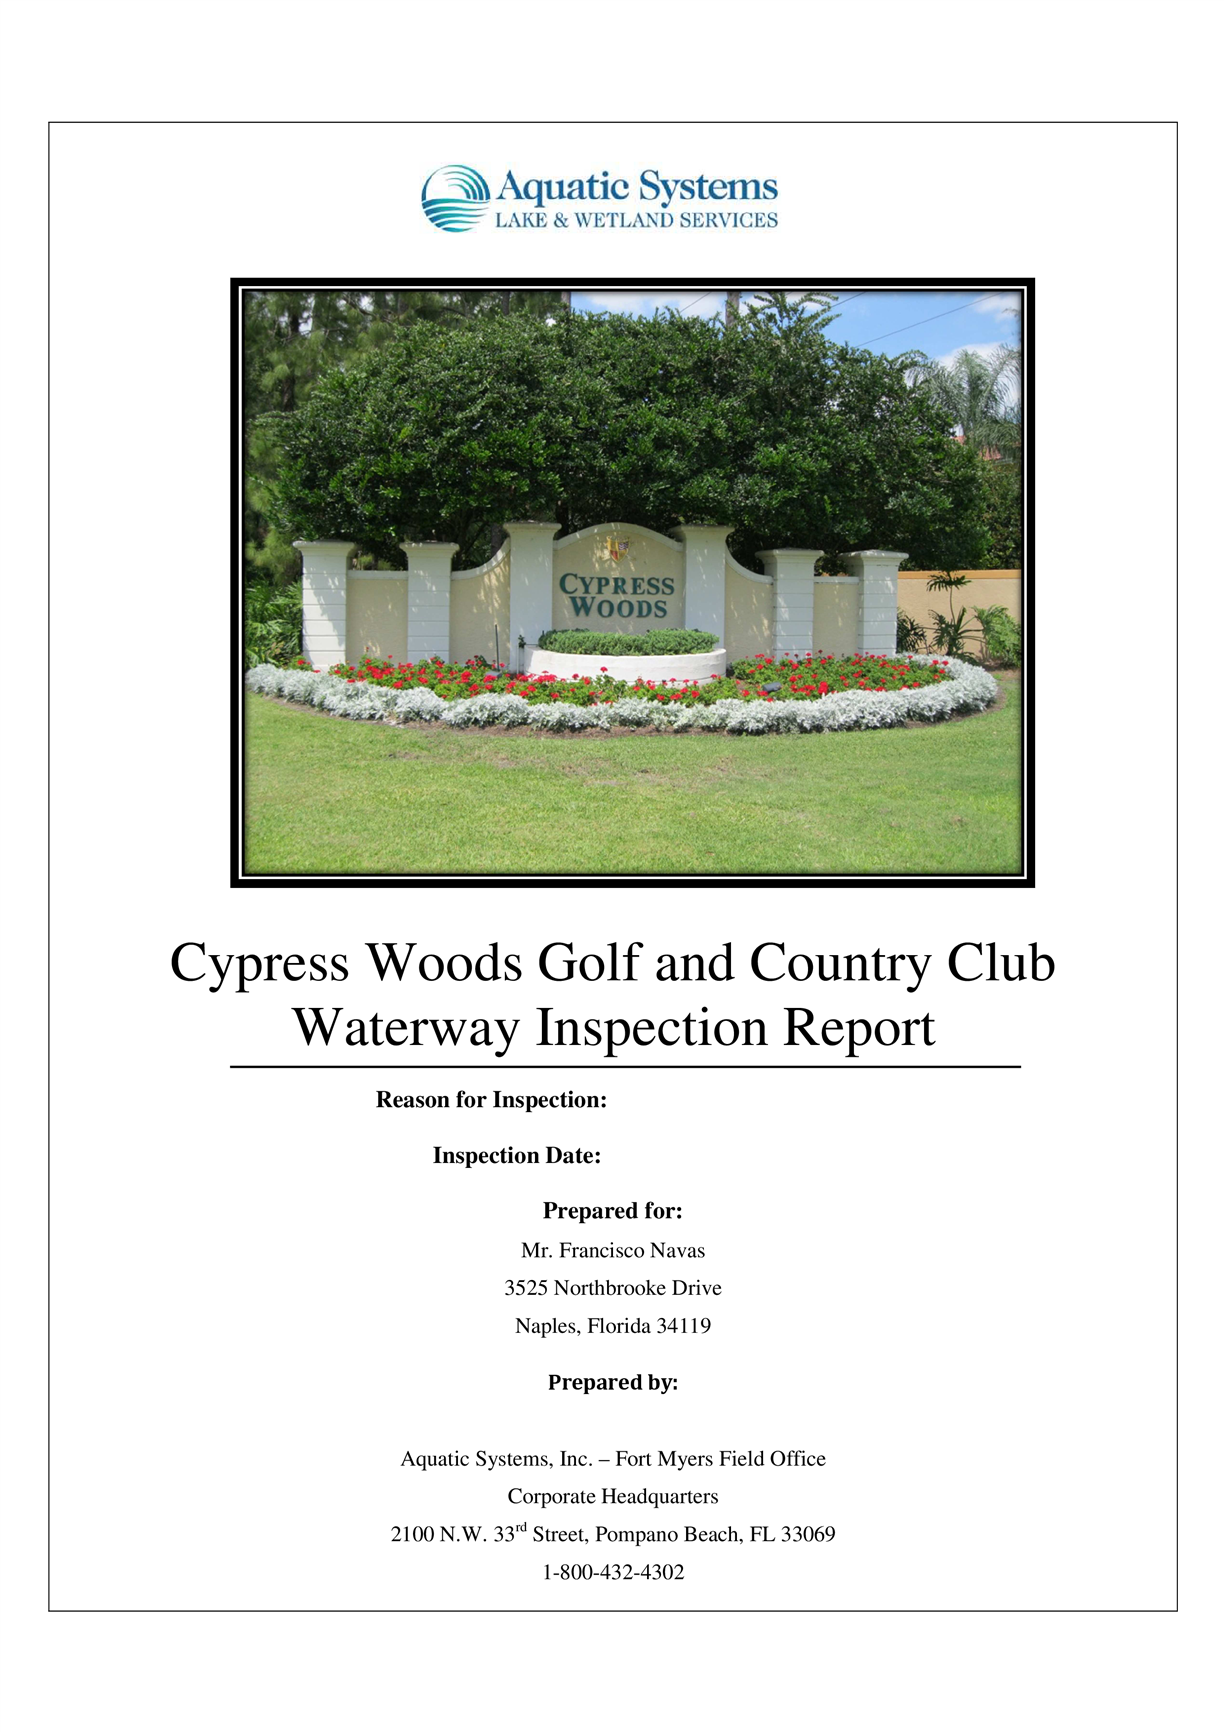 Aquatic Systems
LAKE & WETLAND SERVICES
CYPRESS
WOODS
Cypress Woods Golf and Country Club
Waterway Inspection Report
Reason for Inspection:
Inspection Date:
Prepared for:
Mr. Francisco Navas
3525 Northbrooke Drive
Naples, Florida 34119
Prepared by:
Aquatic Systems, Inc. – Fort Myers Field Office
Corporate Headquarters
2100 N.W. 33rd Street, Pompano Beach, FL 33069
1-800-432-4302